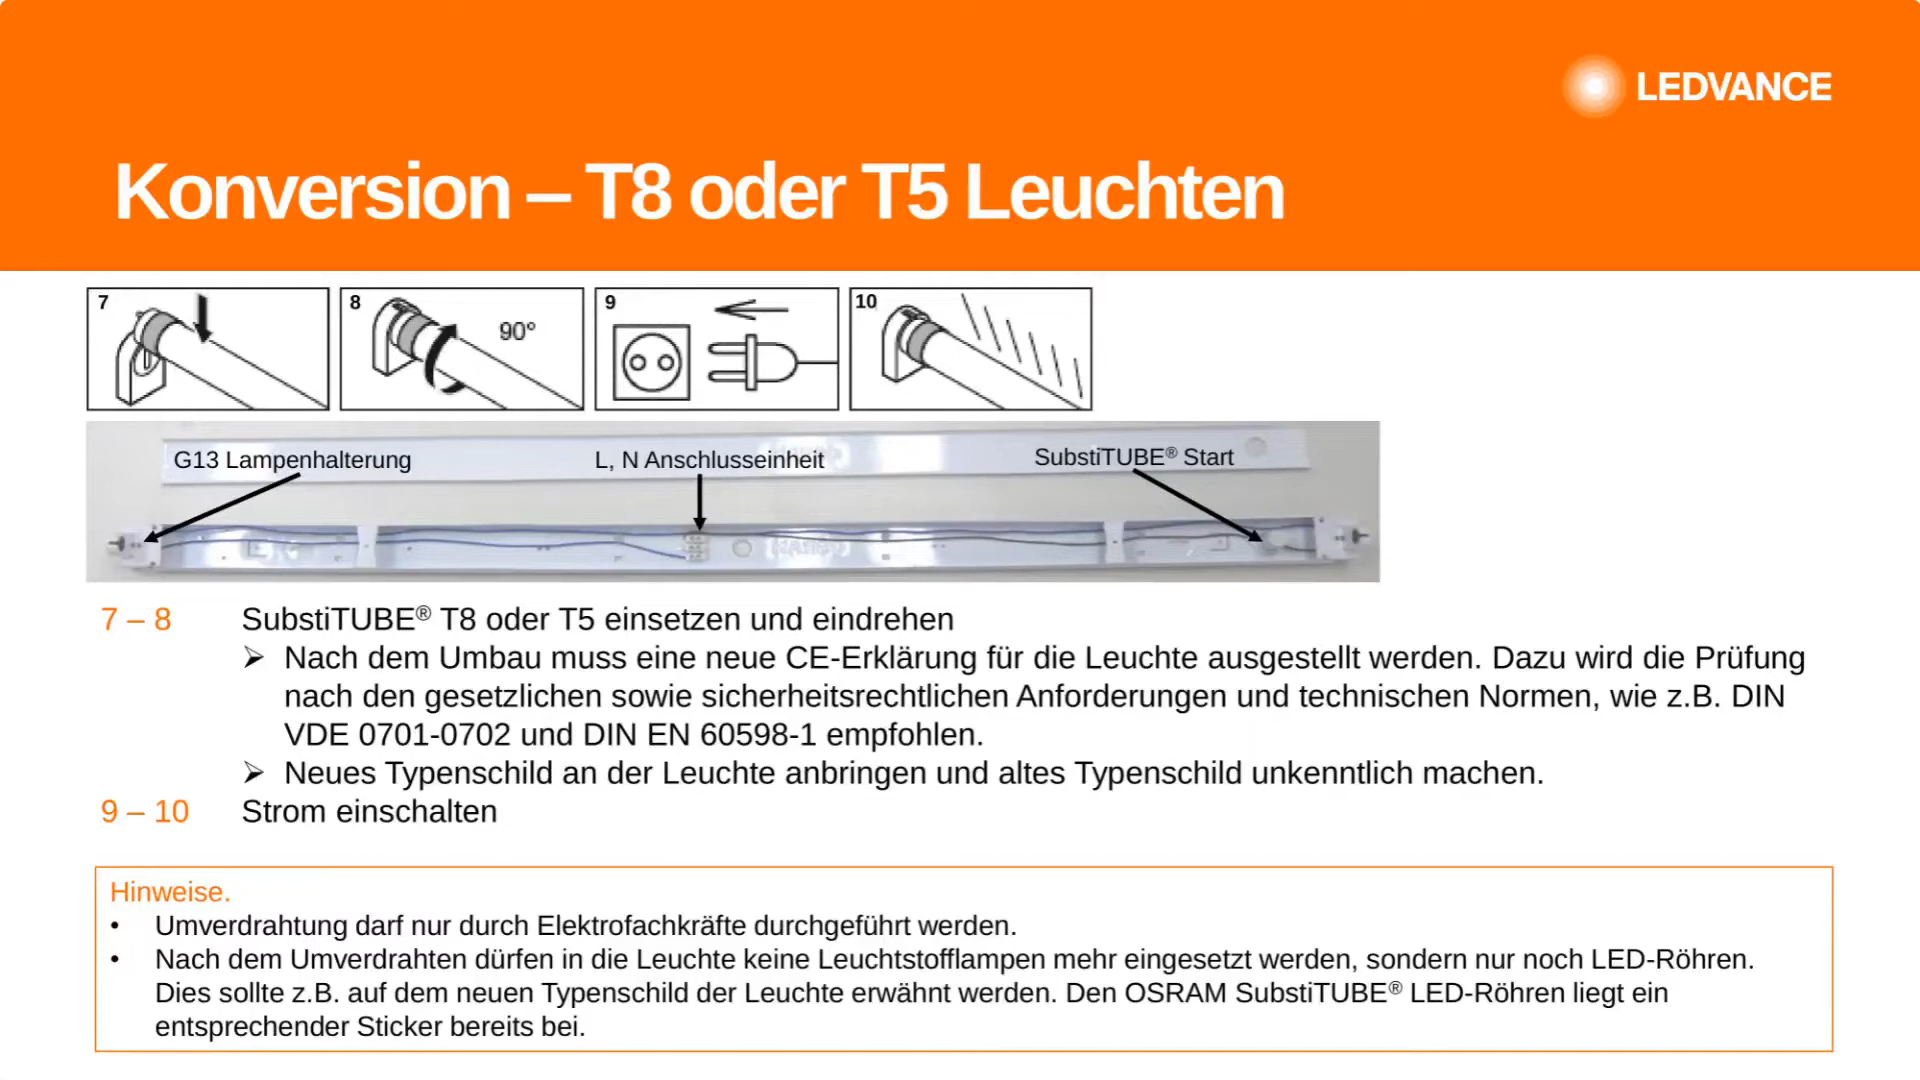 LEDVANCE
Konversion – T8 oder T5 Leuchten
7
8
90°
9
10
G13 Lampenhalterung
L, N Anschlusseinheit
SubstiTUBE® Start
7 – 8 SubstiTUBE® T8 oder T5 einsetzen und eindrehen
➢ Nach dem Umbau muss eine neue CE-Erklärung für die Leuchte ausgestellt werden. Dazu wird die Prüfung
nach den gesetzlichen sowie sicherheitsrechtlichen Anforderungen und technischen Normen, wie z.B. DIN
VDE 0701-0702 und DIN EN 60598-1 empfohlen.
➢ Neues Typenschild an der Leuchte anbringen und altes Typenschild unkenntlich machen.
9 – 10 Strom einschalten
Hinweise.
• Umverdrahtung darf nur durch Elektrofachkräfte durchgeführt werden.
• Nach dem Umverdrahten dürfen in die Leuchte keine Leuchtstofflampen mehr eingesetzt werden, sondern nur noch LED-Röhren.
Dies sollte z.B. auf dem neuen Typenschild der Leuchte erwähnt werden. Den OSRAM SubstiTUBE® LED-Röhren liegt ein
entsprechender Sticker bereits bei.